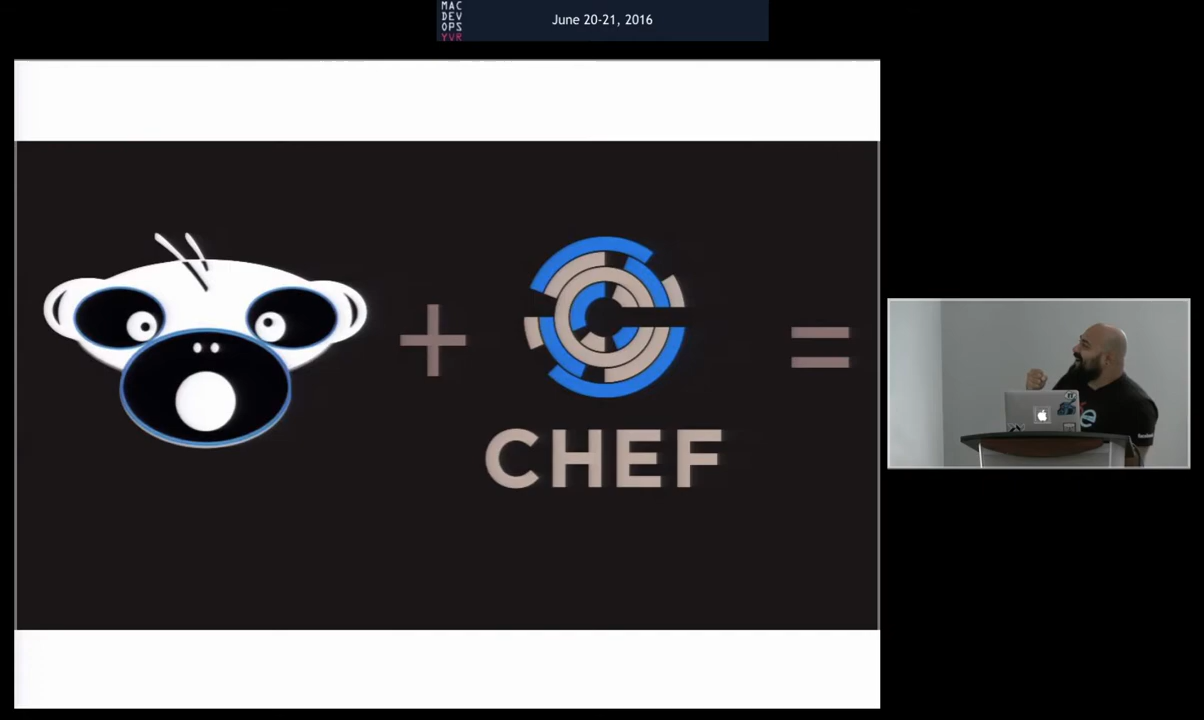 MAC
DEV
OPS
YVR
June 20-21, 2016
+
=
CHEF